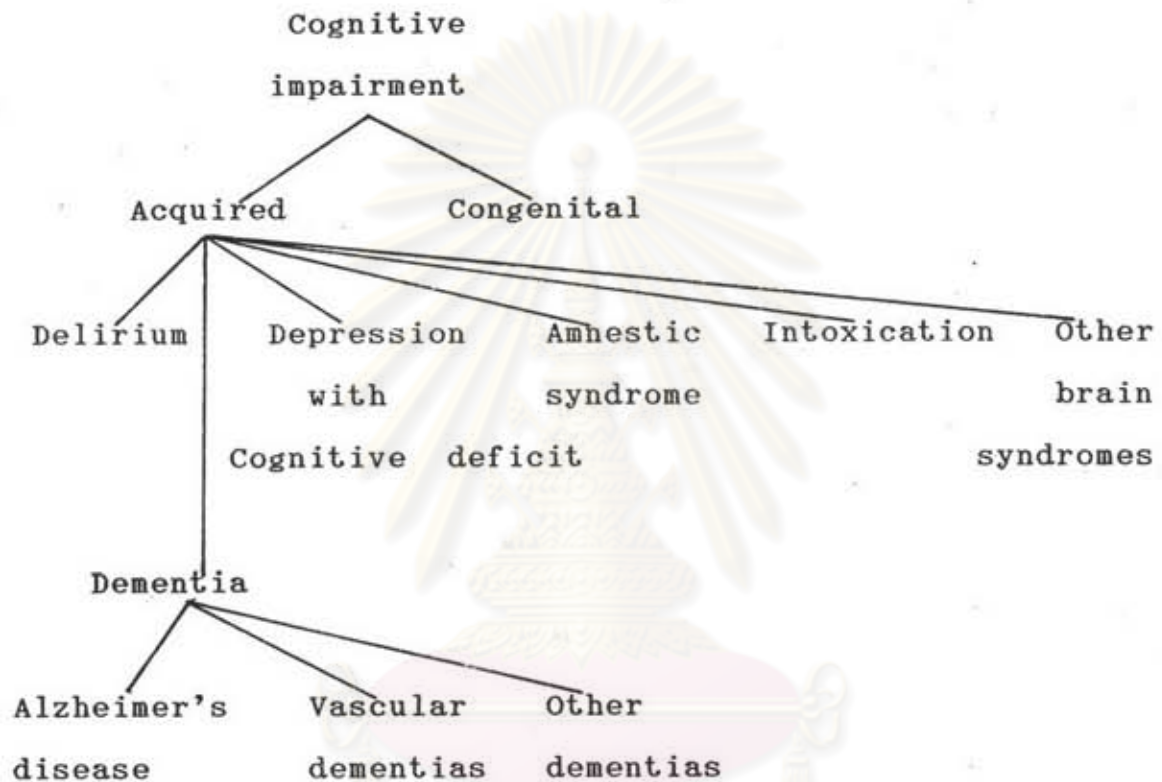 Cognitive
impairment
Acquired Congenital
Delirium Depression Amnestic Intoxication Other
with syndrome brain
Cognitive deficit syndromes
Dementia
Alzheimer's Vascular Other
disease dementias dementias